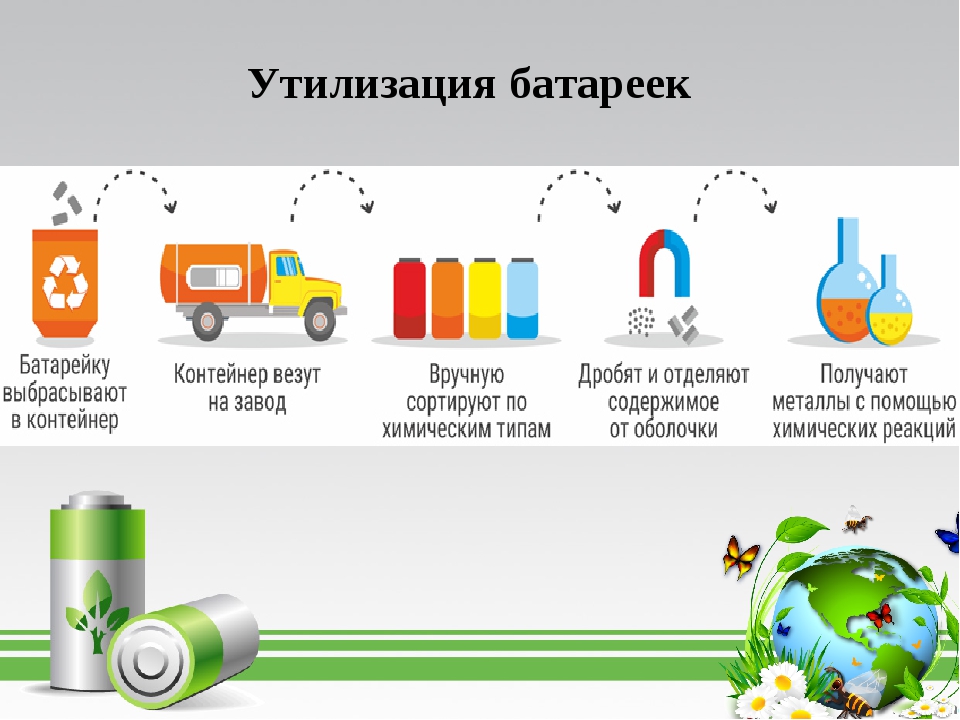 Утилизация батареек
Батарейку
выбрасывают
в контейнер
Контейнер везут
на завод
Вручную
сортируют по
химическим типам
Дробят и отделяют
содержимое
от оболочки
Получают
металлы с помощью
химических реакций